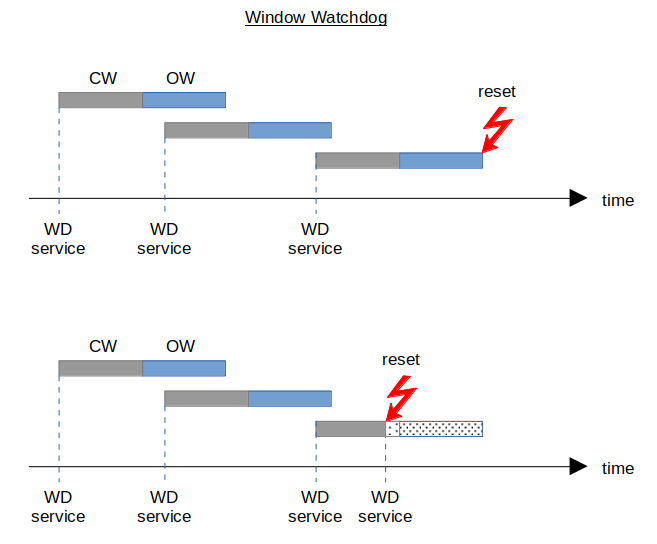 Window Watchdog
CW OW
reset
time
WD WD WD
service service service
CW OW
reset
time
WD WD WD WD
service service service service